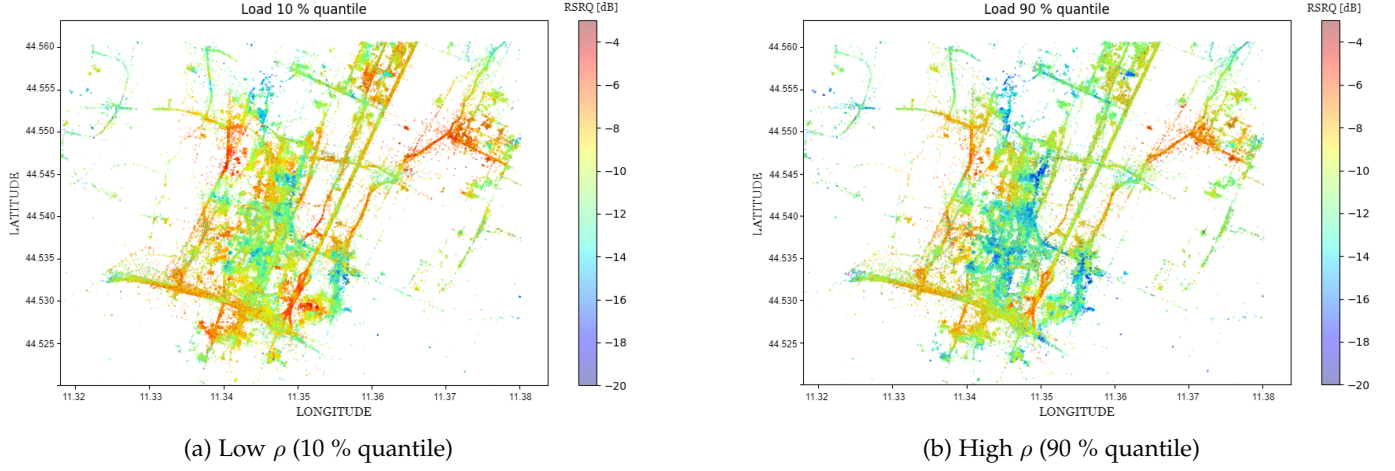 Load 10 % quantile
RSRQ [dB]
44.560
44.555
44.550
44.545
44.540
44.535
44.530
44.525
LATITUDE
11.32 11.33 11.34 11.35 11.36 11.37 11.38
LONGITUDE
−4
−6
−8
−10
−12
−14
−16
−18
−20
(a) Low ρ (10 % quantile)
Load 90 % quantile
RSRQ [dB]
44.560
44.555
44.550
44.545
44.540
44.535
44.530
44.525
LATITUDE
11.32 11.33 11.34 11.35 11.36 11.37 11.38
LONGITUDE
−4
−6
−8
−10
−12
−14
−16
−18
−20
(b) High ρ (90 % quantile)